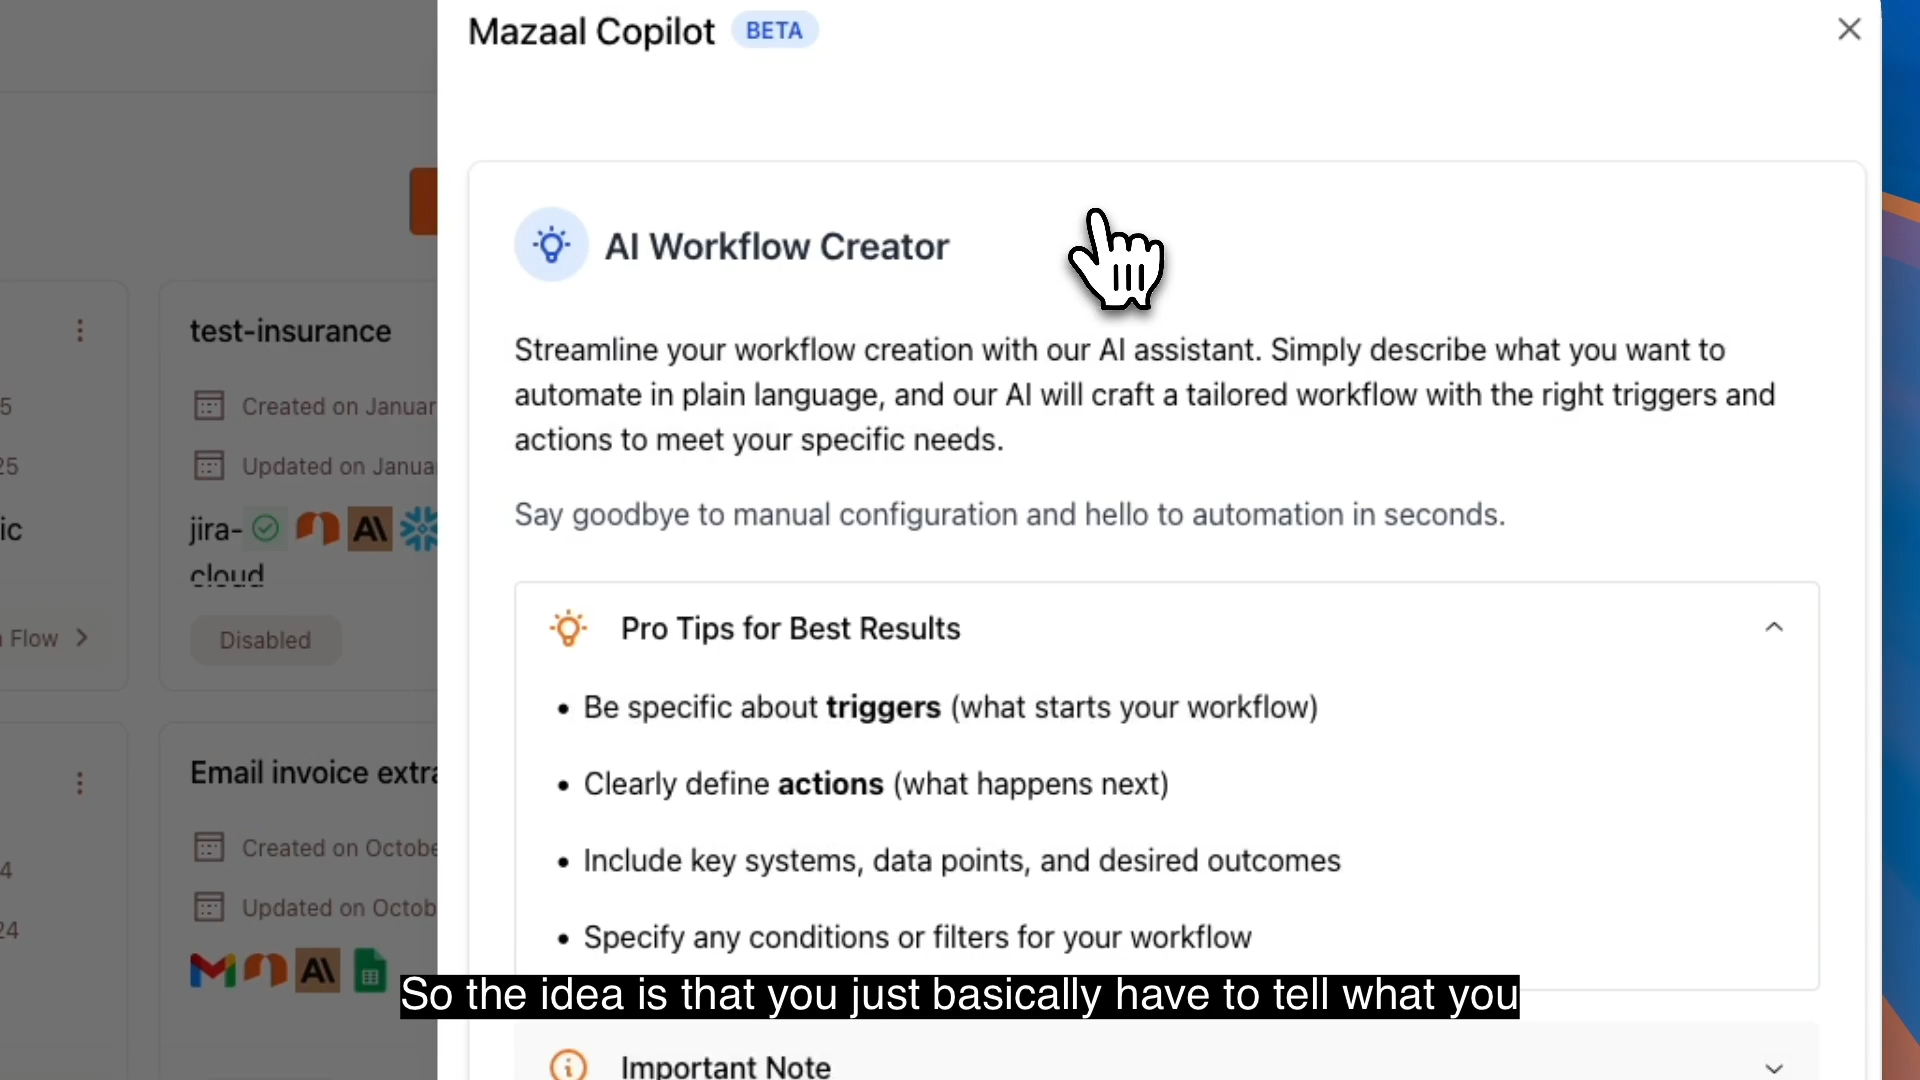 Mazaal Copilot BETA
AI Workflow Creator
Streamline your workflow creation with our AI assistant. Simply describe what you want to
automate in plain language, and our AI will craft a tailored workflow with the right triggers and
actions to meet your specific needs.
Say goodbye to manual configuration and hello to automation in seconds.
Pro Tips for Best Results
• Be specific about triggers (what starts your workflow)
• Clearly define actions (what happens next)
• Include key systems, data points, and desired outcomes
• Specify any conditions or filters for your workflow
Important Note
5
25
ic
Flow
4
24
test-insurance
Created on Januar
Updated on Janua
jira-
cloud
Disabled
Email invoice extra
Created on Octobe
Updated on Octob
So the idea is that you just basically have to tell what you